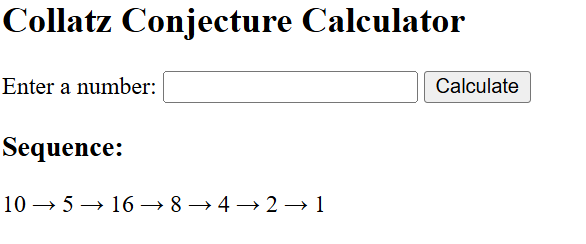 Collatz Conjecture Calculator
Enter a number: Calculate
Sequence:
10 → 5 → 16 → 8 → 4 → 2 → 1